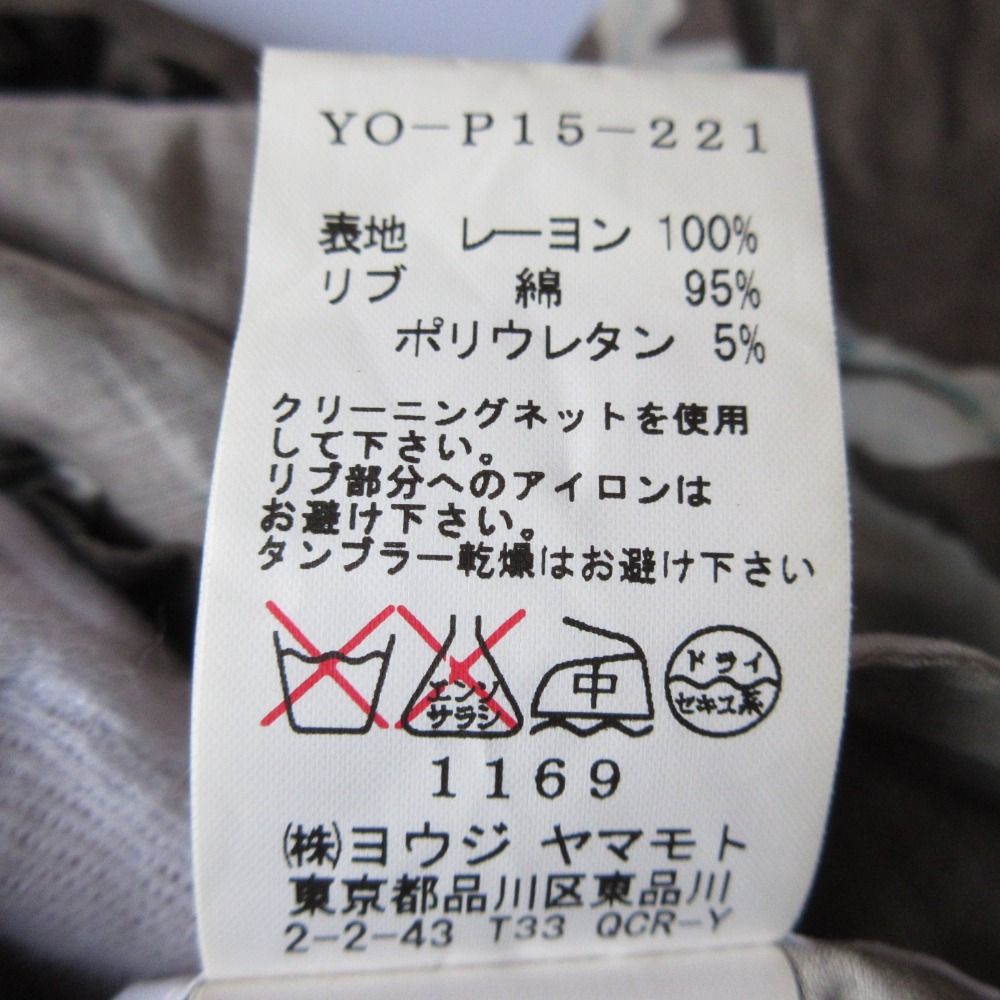 YO-P15-221
表地 レーヨン 100%
リブ 綿 95%
ポリウレタン 5%
クリーニングネットを使用
して下さい。
リブ部分へのアイロンは
お避け下さい。
タンブラー乾燥はお避け下さい
エンソ
サラシ
中
ドライ
セキユ系
1169
㈱ヨウジ ヤマモト
東京都品川区東品川
2-2-43 T33 QCR-Y